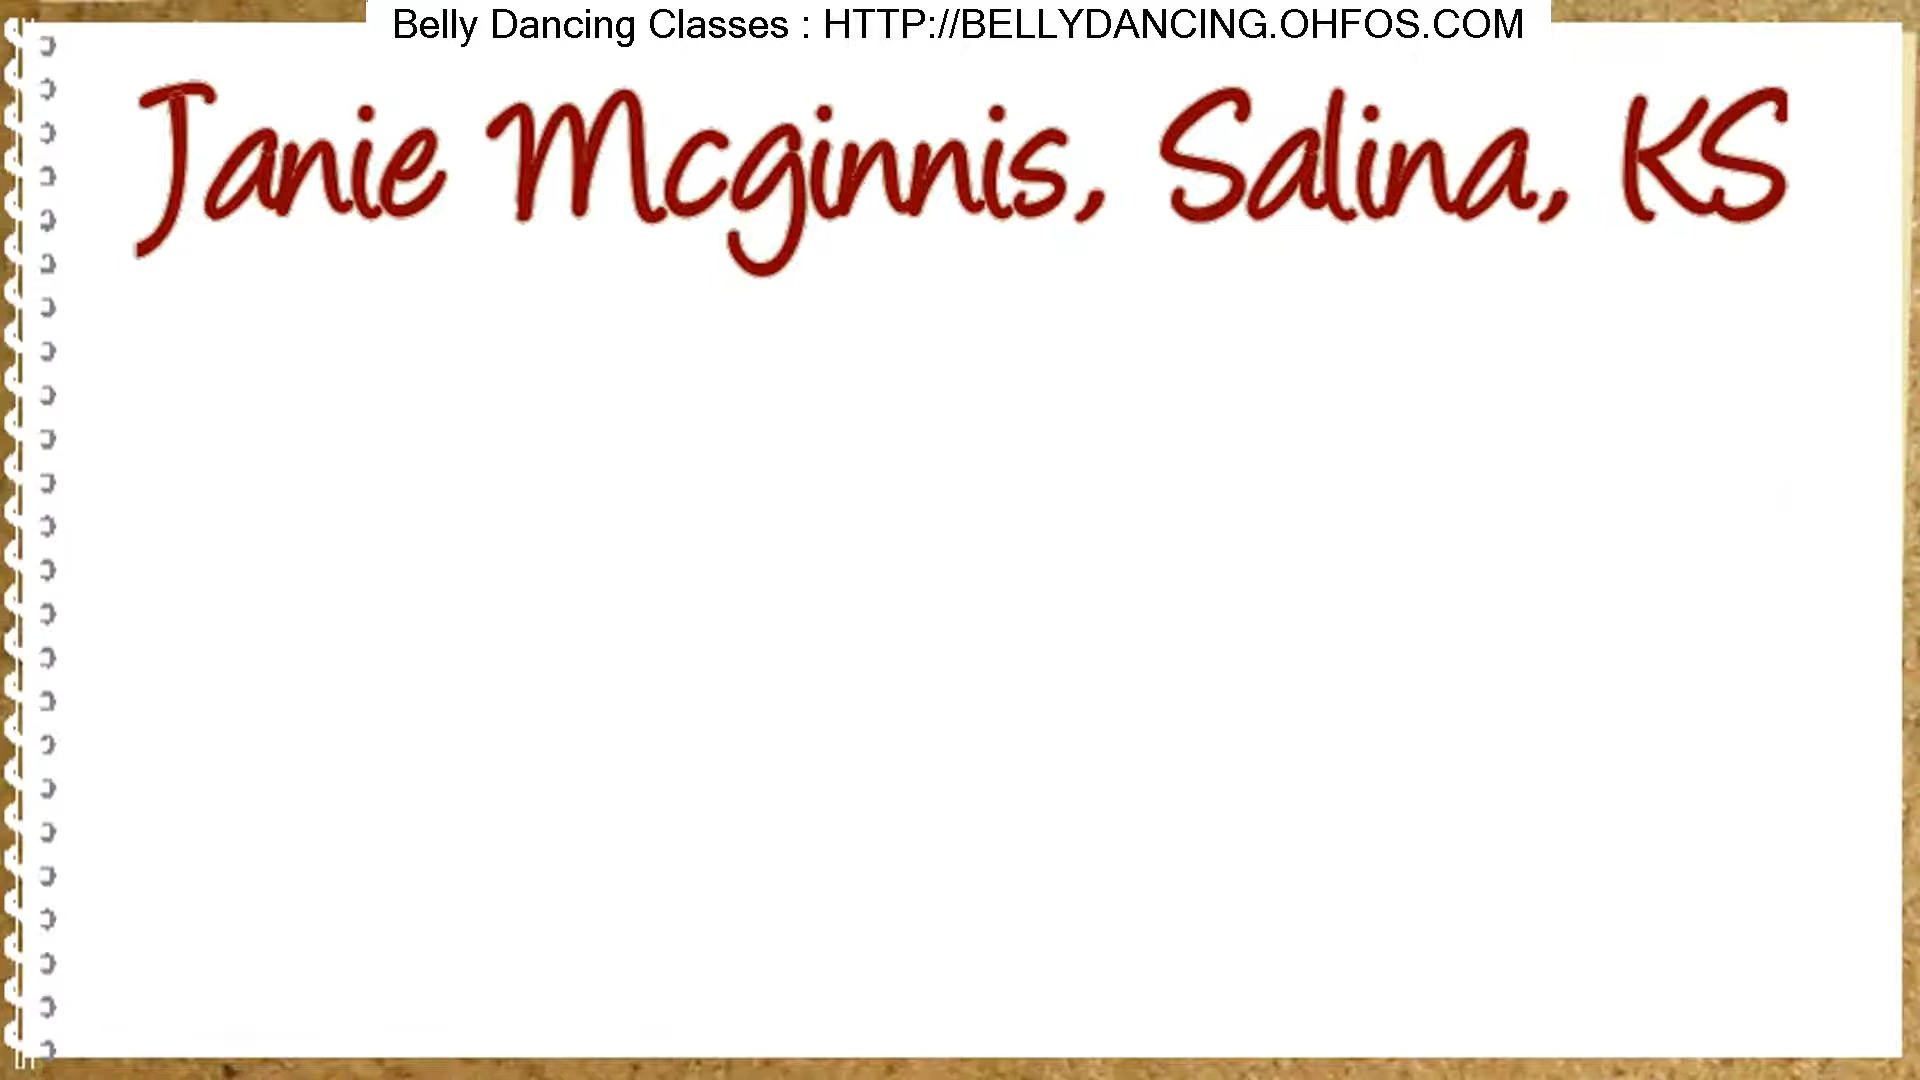 Belly Dancing Classes : HTTP://BELLYDANCING.OHFOS.COM
Janie Mcginnis, Salina, KS